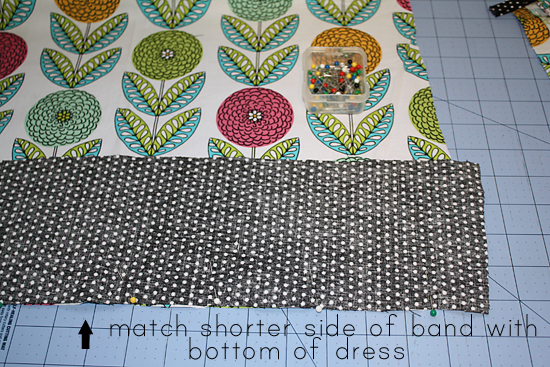 match shorter side of band with
bottom of dress